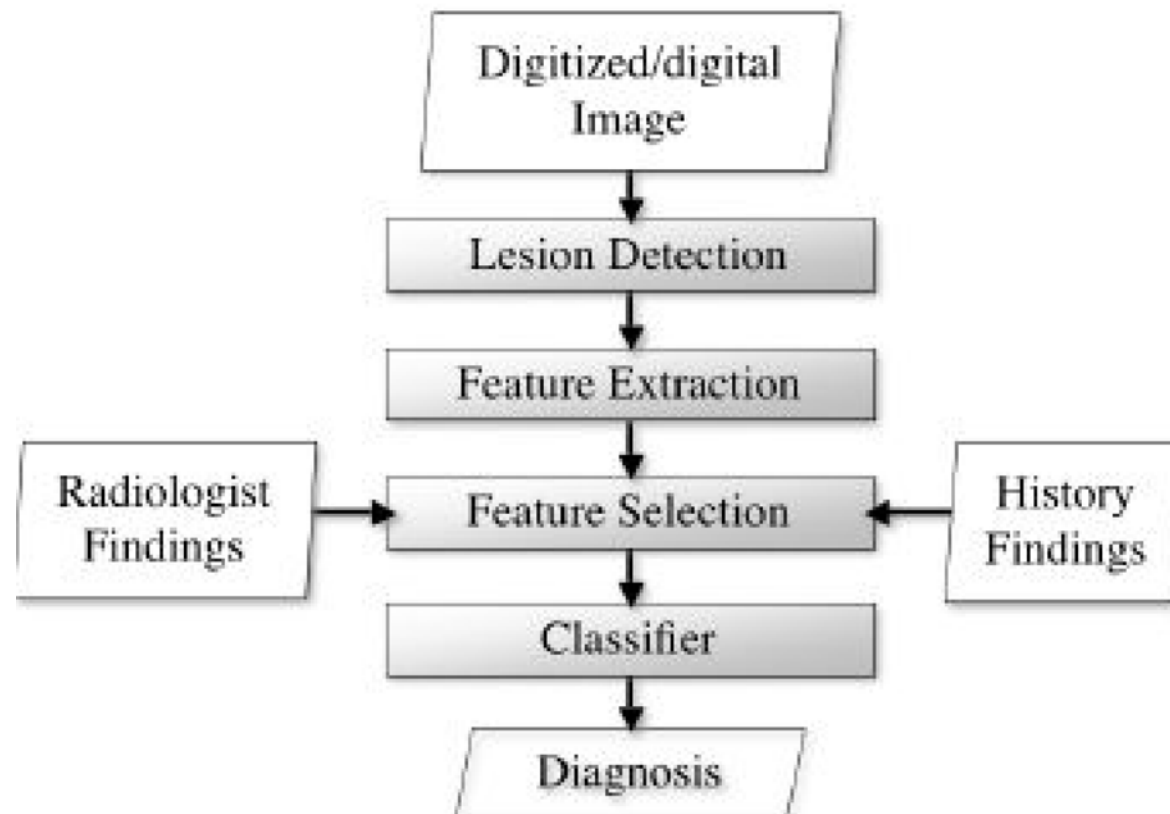 Digitized/digital
Image
Lesion Detection
Feature Extraction
Radiologist
Findings
Feature Selection
History
Findings
Classifier
Diagnosis